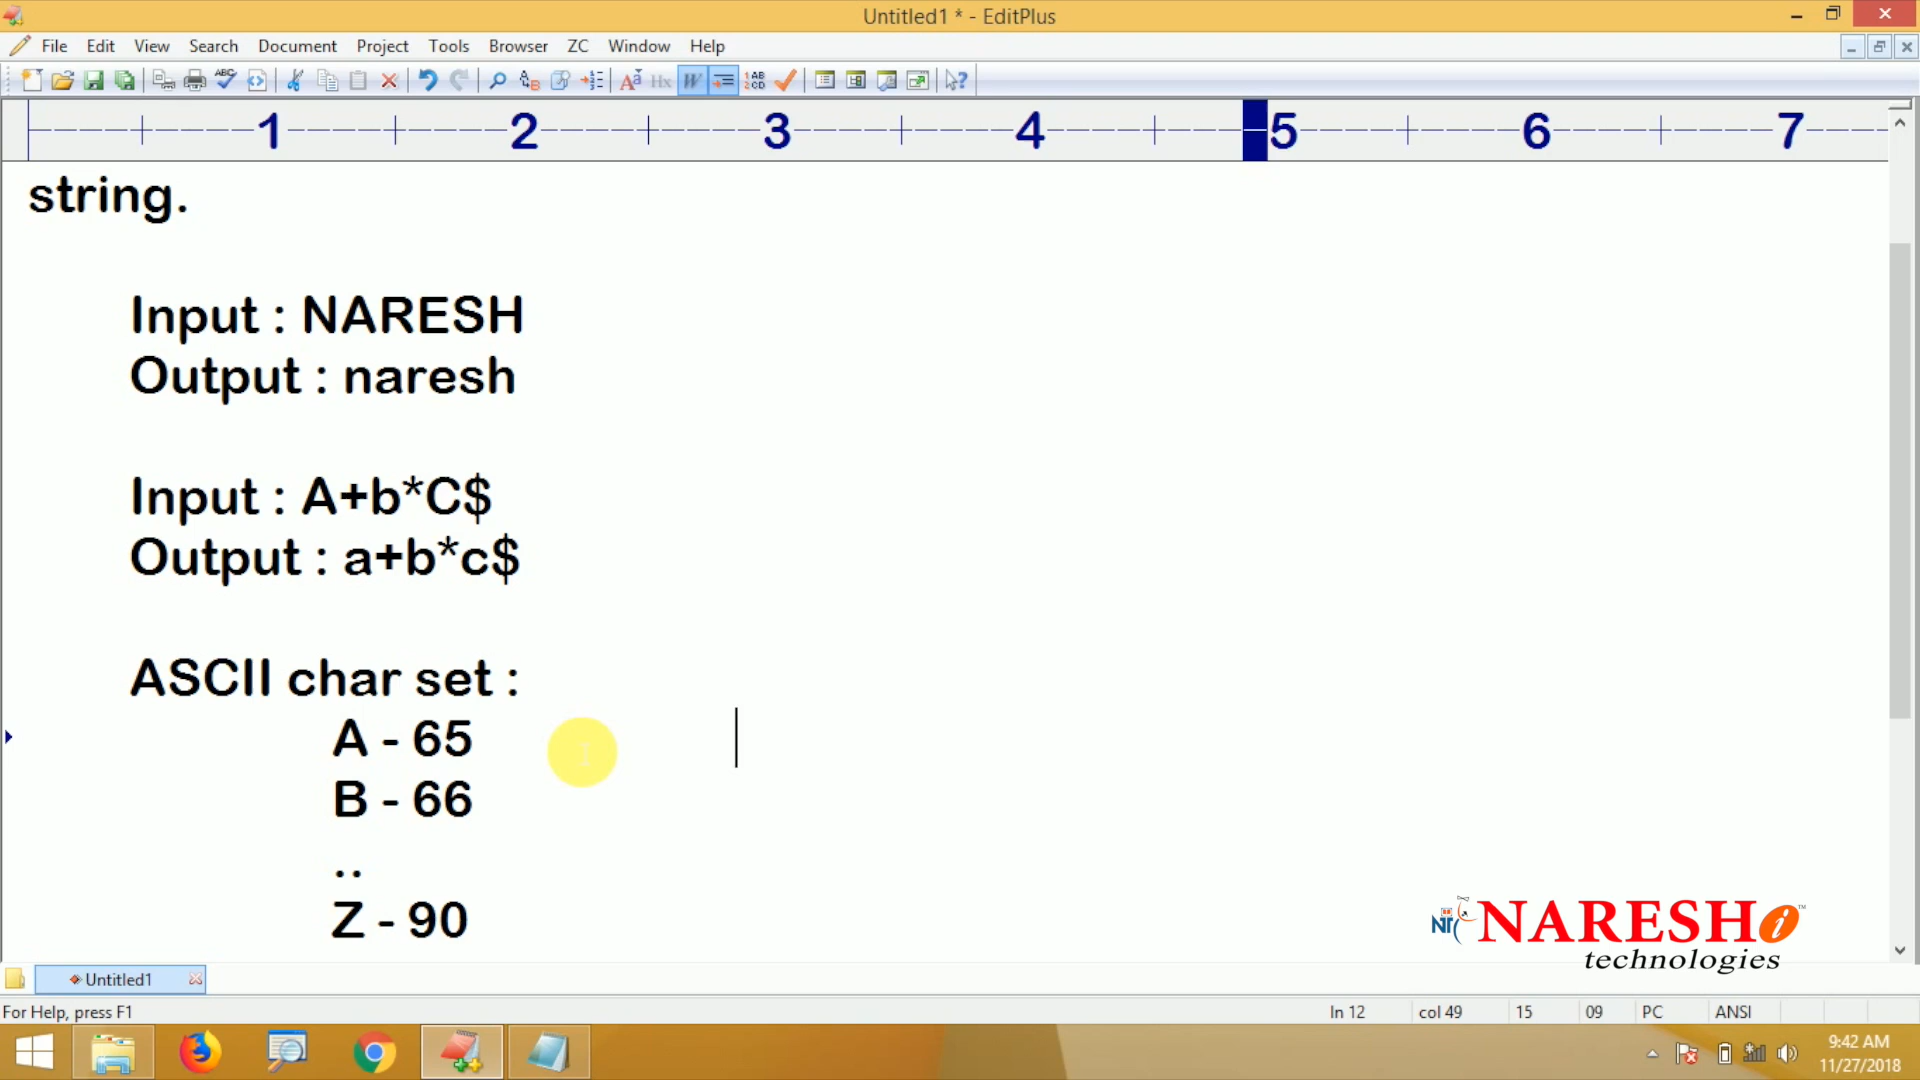 Untitled1 * - EditPlus
File Edit View Search Document Project Tools Browser ZC Window Help
1 2 3 4 5 6 7
string.
Input : NARESH
Output : naresh
Input : A+b*C$
Output : a+b*c$
ASCII char set :
A - 65
B - 66
..
Z - 90
NARESH i
technologies
Untitled1
For Help, press F1 ln 12 col 49 15 09 PC ANSI
9:42 AM
11/27/2018